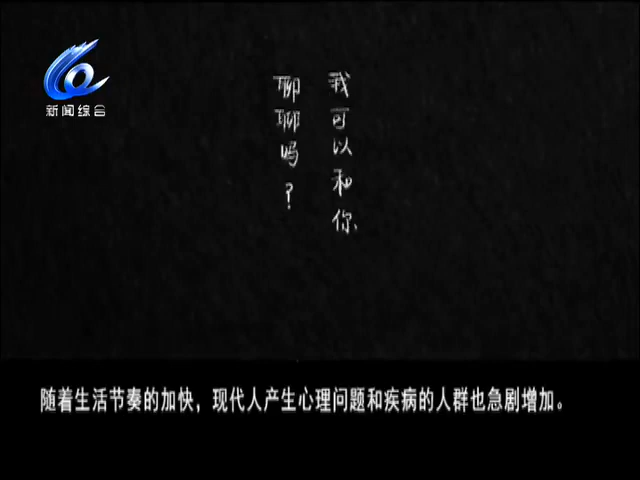 新闻综合
我可以和你
聊聊吗？
随着生活节奏的加快，现代人产生心理问题和疾病的人群也急剧增加。